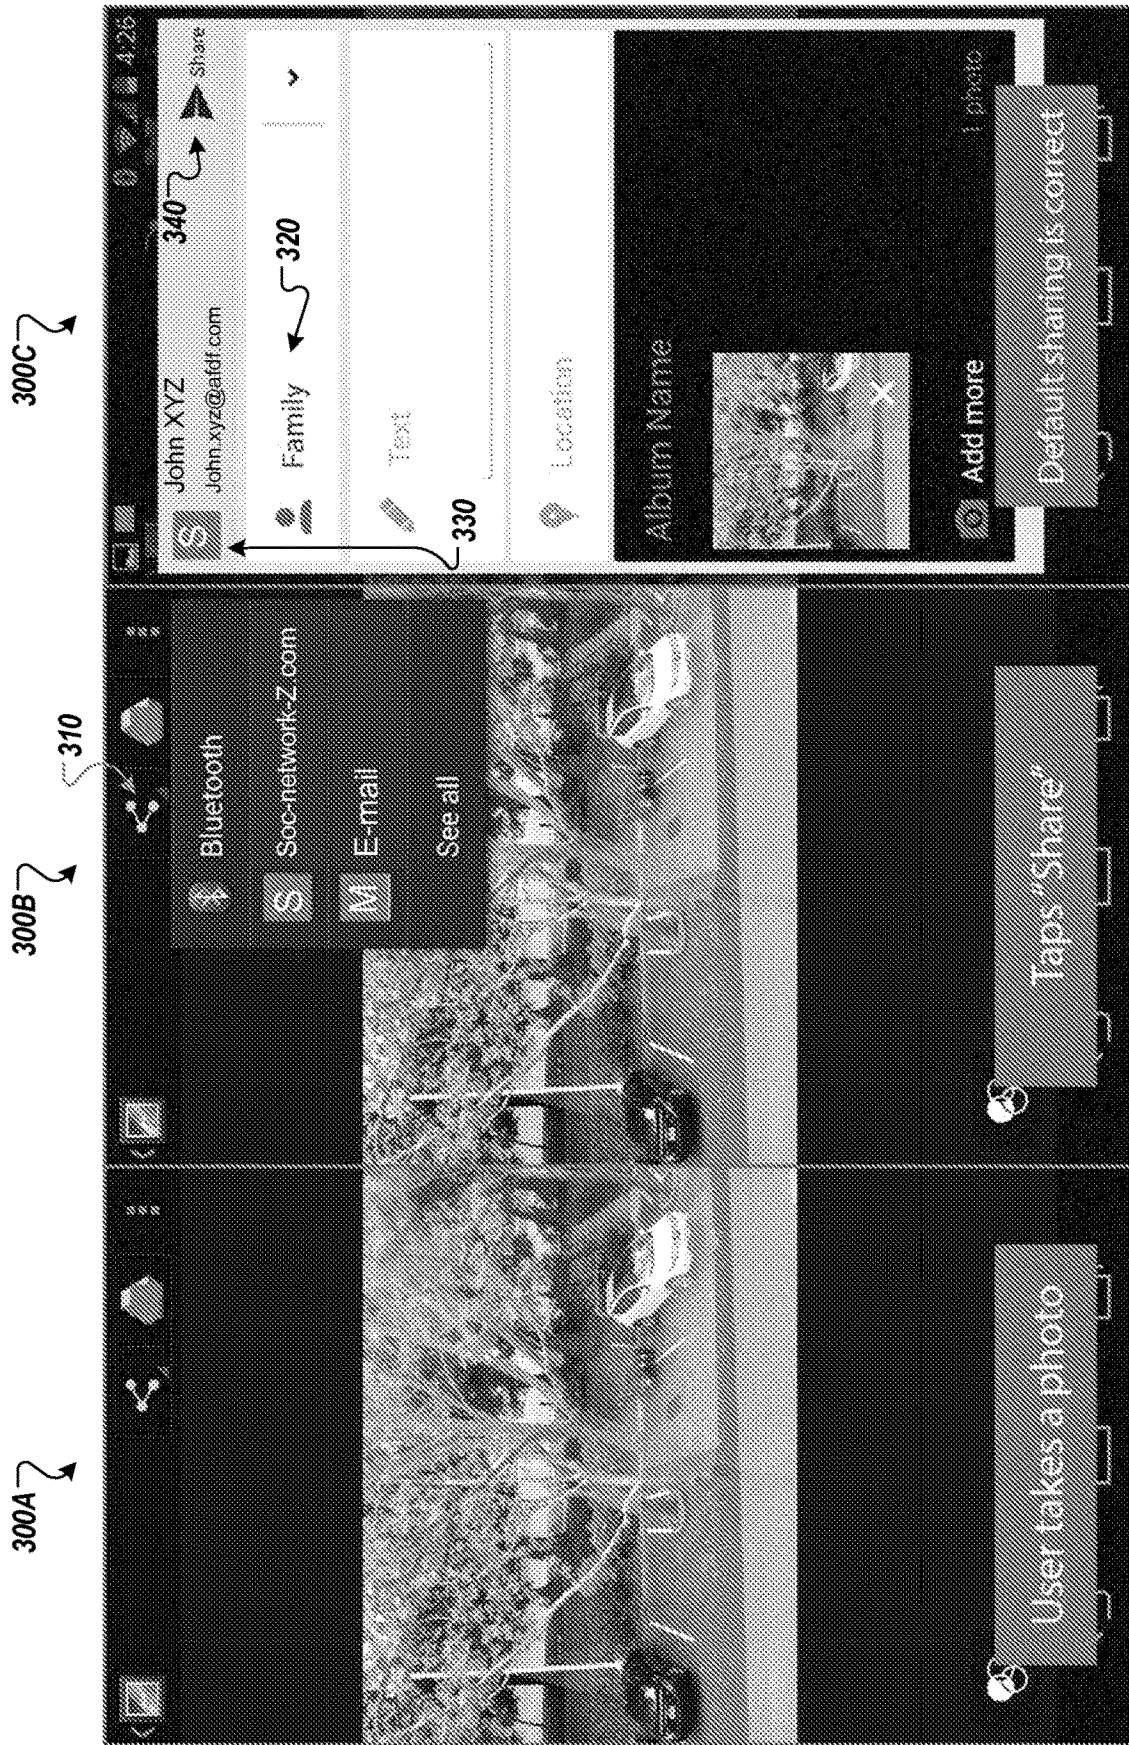 300A
User takes a photo
300B
310
Bluetooth
S Soc-network-Z.com
M E-mail
See all
Taps "Share"
300C
4:26
S John XYZ
John.xyz@afdf.com
340
Share
Family
320
330
Text
Location
Album Name
Add more
1 photo
Default sharing is correct